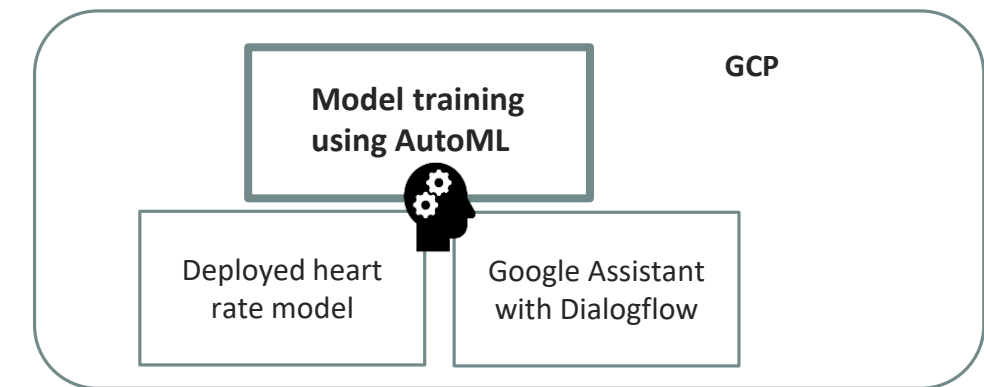 GCP
Model training
using AutoML
Deployed heart
rate model
Google Assistant
with Dialogflow